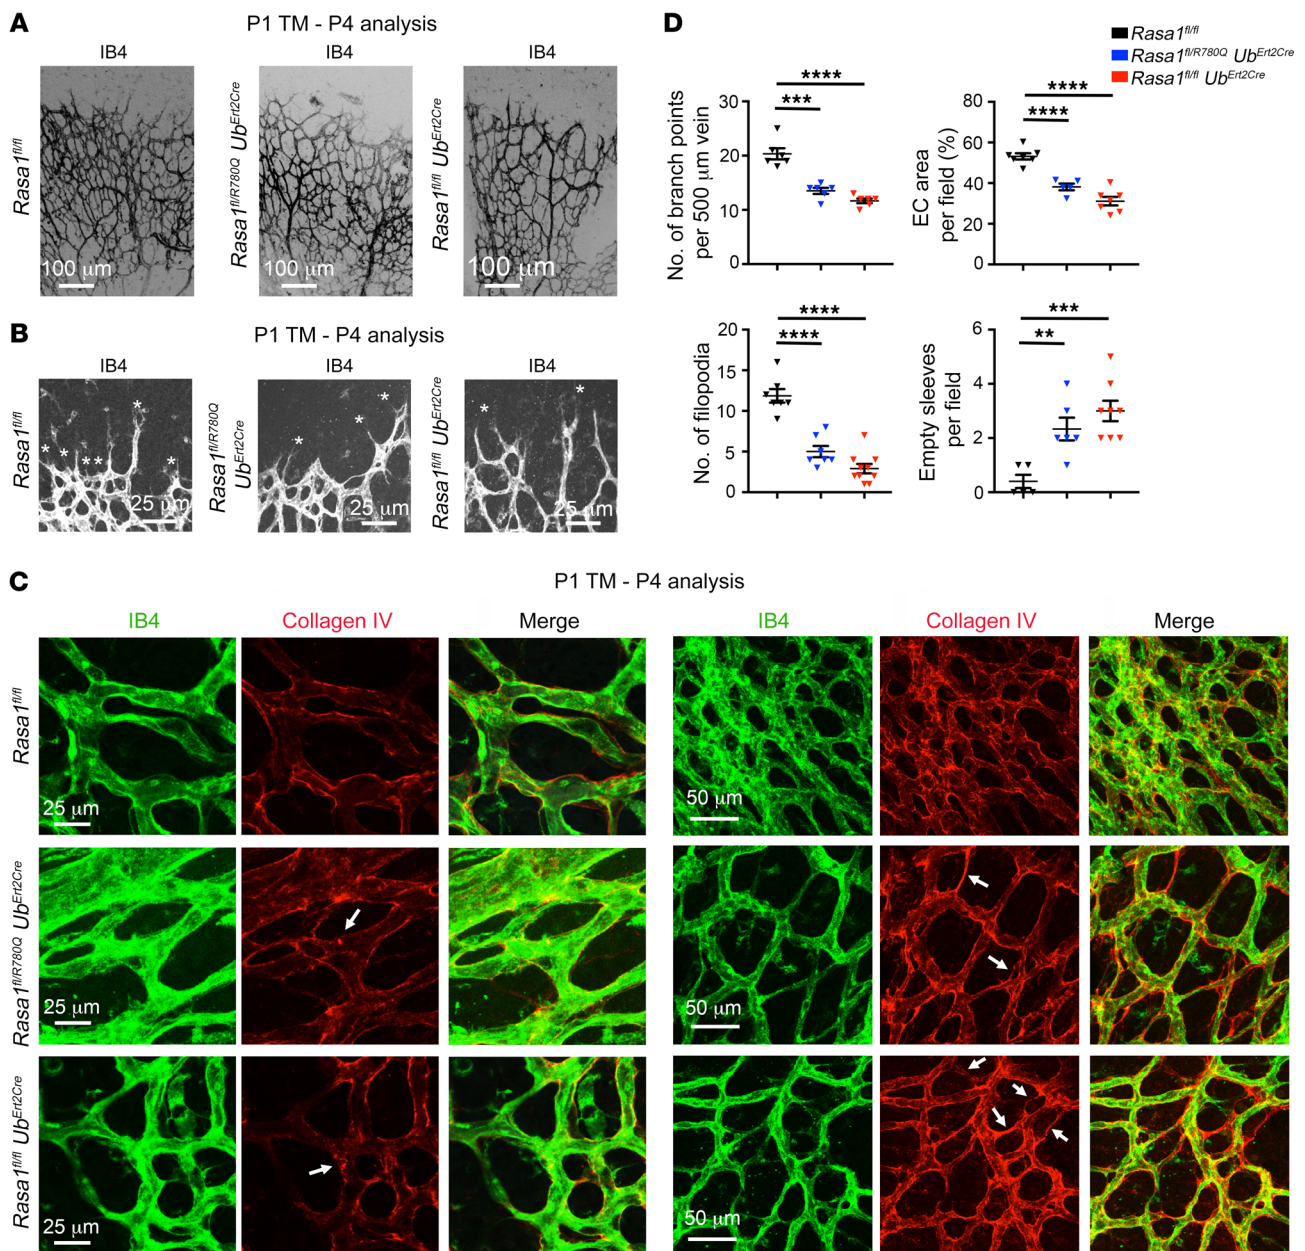 A
P1 TM - P4 analysis
IB4
IB4
IB4
Rasa1fl/fl
Rasa1fl/R780Q UbErt2Cre
Rasa1fl/fl UbErt2Cre
100 μm
100 μm
100 μm
B
P1 TM - P4 analysis
IB4
IB4
IB4
Rasa1fl/fl
Rasa1fl/R780Q
UbErt2Cre
Rasa1fl/fl UbErt2Cre
*
*
*
*
*
*
*
*
*
*
*
25 μm
25 μm
25 μm
D
Rasa1fl/fl
Rasa1fl/R780Q UbErt2Cre
Rasa1fl/fl UbErt2Cre
No. of branch points
per 500 μm vein
30
20
10
0
****
***
EC area
per field (%)
80
60
40
20
0
****
****
No. of filopodia
20
15
10
5
0
****
****
Empty sleeves
per field
6
4
2
0
***
**
C
P1 TM - P4 analysis
IB4
Collagen IV
Merge
IB4
Collagen IV
Merge
Rasa1fl/fl
25 μm
50 μm
Rasa1fl/R780Q UbErt2Cre
25 μm
50 μm
Rasa1fl/fl UbErt2Cre
25 μm
50 μm